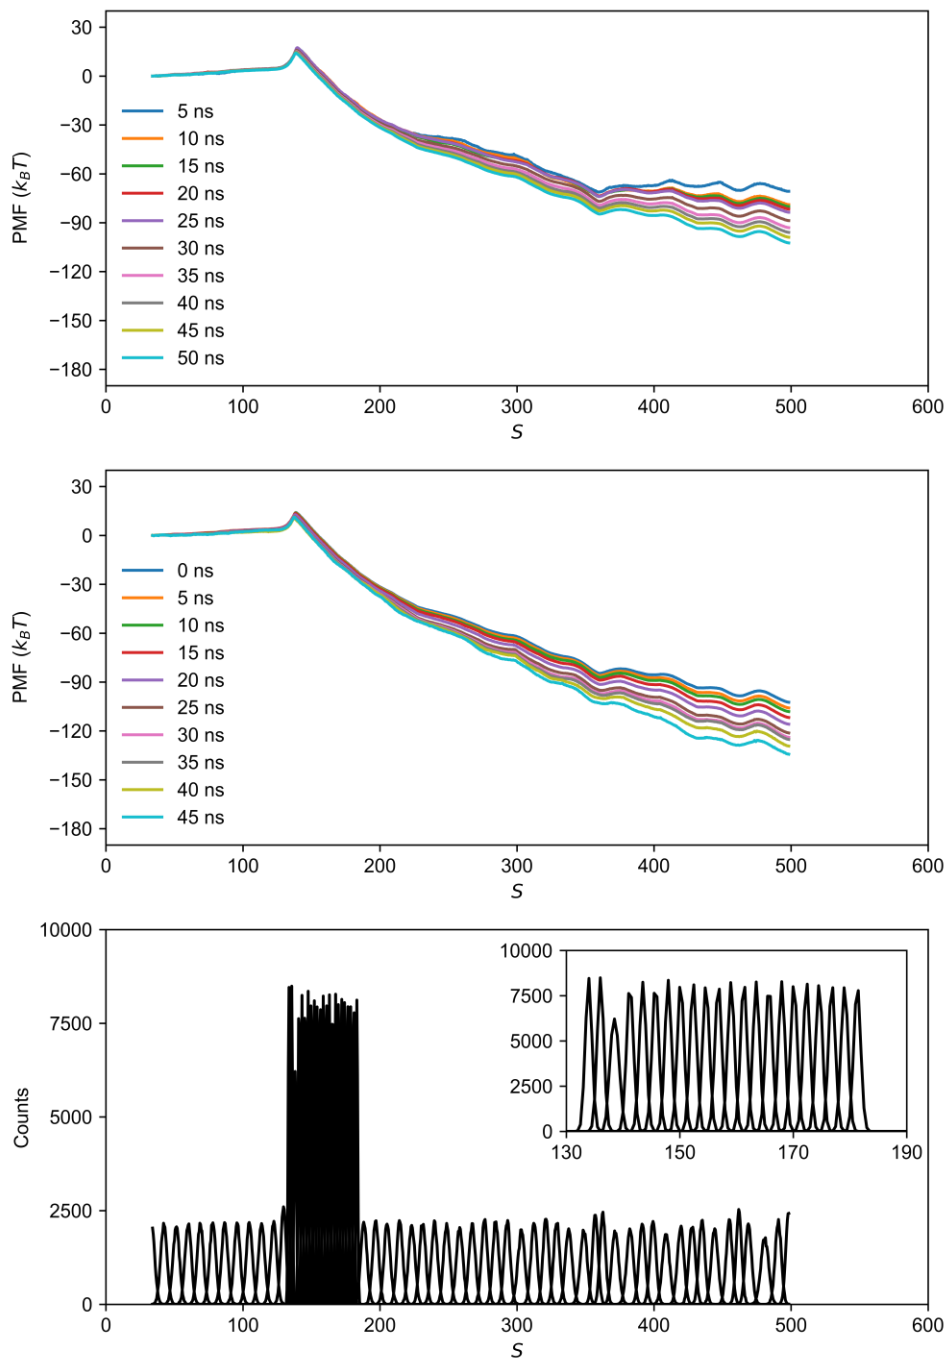 30
0
−30
−60
−90
−120
−150
−180
PMF (k_BT)
5 ns
10 ns
15 ns
20 ns
25 ns
30 ns
35 ns
40 ns
45 ns
50 ns
0 100 200 300 400 500 600
S
30
0
−30
−60
−90
−120
−150
−180
PMF (k_BT)
0 ns
5 ns
10 ns
15 ns
20 ns
25 ns
30 ns
35 ns
40 ns
45 ns
0 100 200 300 400 500 600
S
10000
7500
5000
2500
0
Counts
10000
7500
5000
2500
0
130 150 170 190
0 100 200 300 400 500 600
S